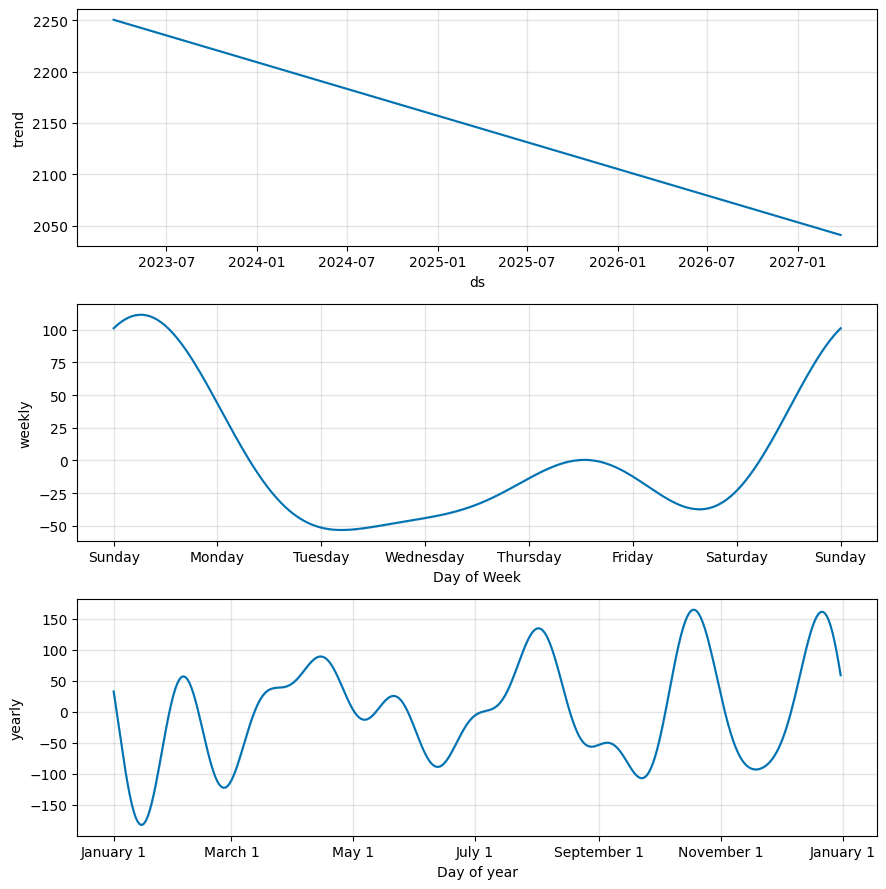 2250
2200
2150
2100
2050
trend
2023-07 2024-01 2024-07 2025-01 2025-07 2026-01 2026-07 2027-01
ds
100
75
50
25
0
−25
−50
weekly
Sunday Monday Tuesday Wednesday Thursday Friday Saturday Sunday
Day of Week
150
100
50
0
−50
−100
−150
yearly
January 1 March 1 May 1 July 1 September 1 November 1 January 1
Day of year